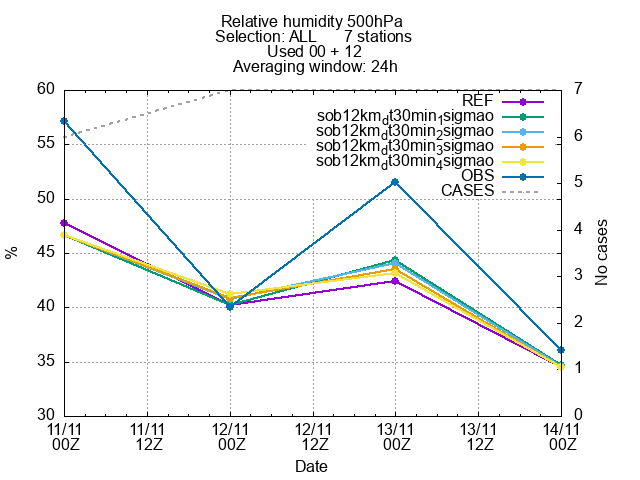 Relative humidity 500hPa
Selection: ALL 7 stations
Used 00 + 12
Averaging window: 24h
REF
sob12km_dt30min_1sigmao
sob12km_dt30min_2sigmao
sob12km_dt30min_3sigmao
sob12km_dt30min_4sigmao
OBS
CASES
60
55
50
45
40
35
30
%
7
6
5
4
3
2
1
0
No cases
11/11 11/11 12/11 12/11 13/11 13/11 14/11
00Z 12Z 00Z 12Z 00Z 12Z 00Z
Date